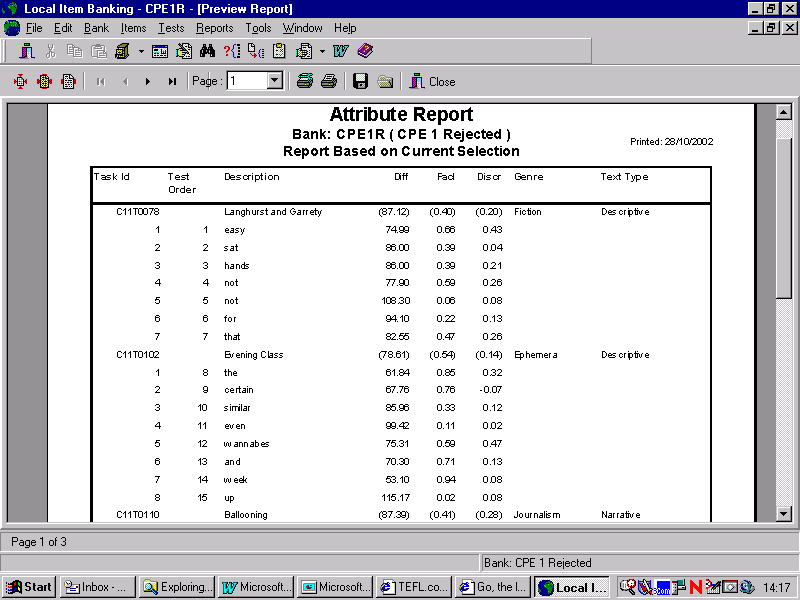 Local Item Banking - CPE1R - [Preview Report]
File Edit Bank Items Tests Reports Tools Window Help
Page: 1 Close
Attribute Report
Bank: CPE1R ( CPE 1 Rejected )
Printed: 28/10/2002
Report Based on Current Selection
Task Id Test Order Description Diff Facl Discr Genre Text Type
C11T0078 Langhurst and Garrety (87.12) (0.40) (0.20) Fiction Descriptive
1 1 easy 74.99 0.66 0.43
2 2 sat 86.00 0.39 0.04
3 3 hands 86.00 0.39 0.21
4 4 not 77.90 0.59 0.26
5 5 not 108.30 0.06 0.08
6 6 for 94.10 0.22 0.13
7 7 that 82.55 0.47 0.26
C11T0102 Evening Class (78.61) (0.54) (0.14) Ephemera Descriptive
1 8 the 61.84 0.85 0.32
2 9 certain 67.76 0.76 -0.07
3 10 similar 85.96 0.33 0.12
4 11 even 99.42 0.11 0.02
5 12 wannabes 75.31 0.59 0.47
6 13 and 70.30 0.71 0.13
7 14 week 53.10 0.94 0.08
8 15 up 115.17 0.02 0.08
C11T0110 Ballooning (87.39) (0.41) (0.28) Journalism Narrative
Page 1 of 3
Bank: CPE 1 Rejected
Start Inbox - ... Exploring... Microsoft... Microsoft... TEFL.co... Go, the I... Local I... 14:17